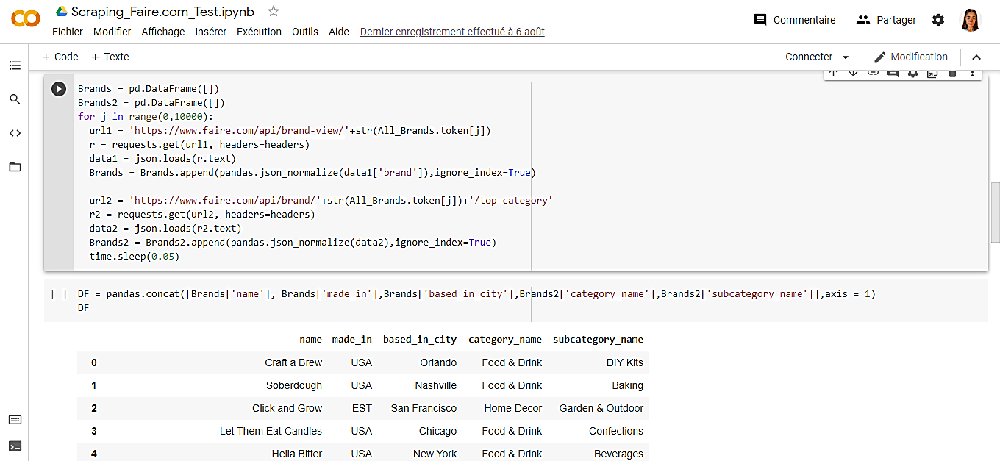 Scraping_Faire.com_Test.ipynb
Commentaire Partager
Fichier Modifier Affichage Insérer Exécution Outils Aide Dernier enregistrement effectué à 6 août
+ Code + Texte Connecter Modification
Brands = pd.DataFrame([])
Brands2 = pd.DataFrame([])
for j in range(0,10000):
  url1 = 'https://www.faire.com/api/brand-view/'+str(All_Brands.token[j])
  r = requests.get(url1, headers=headers)
  data1 = json.loads(r.text)
  Brands = Brands.append(pandas.json_normalize(data1['brand']),ignore_index=True)
  url2 = 'https://www.faire.com/api/brand/'+str(All_Brands.token[j])+'/top-category'
  r2 = requests.get(url2, headers=headers)
  data2 = json.loads(r2.text)
  Brands2 = Brands2.append(pandas.json_normalize(data2),ignore_index=True)
  time.sleep(0.05)
[ ] DF = pandas.concat([Brands['name'], Brands['made_in'],Brands['based_in_city'],Brands2['category_name'],Brands2['subcategory_name']],axis = 1)
DF
name made_in based_in_city category_name subcategory_name
0 Craft a Brew USA Orlando Food & Drink DIY Kits
1 Soberdough USA Nashville Food & Drink Baking
2 Click and Grow EST San Francisco Home Decor Garden & Outdoor
3 Let Them Eat Candles USA Chicago Food & Drink Confections
4 Hella Bitter USA New York Food & Drink Beverages